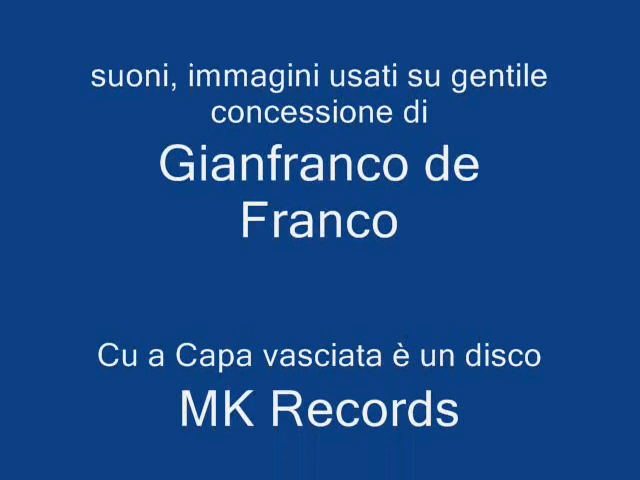 suoni, immagini usati su gentile
concessione di
Gianfranco de
Franco
Cu a Capa vasciata è un disco
MK Records